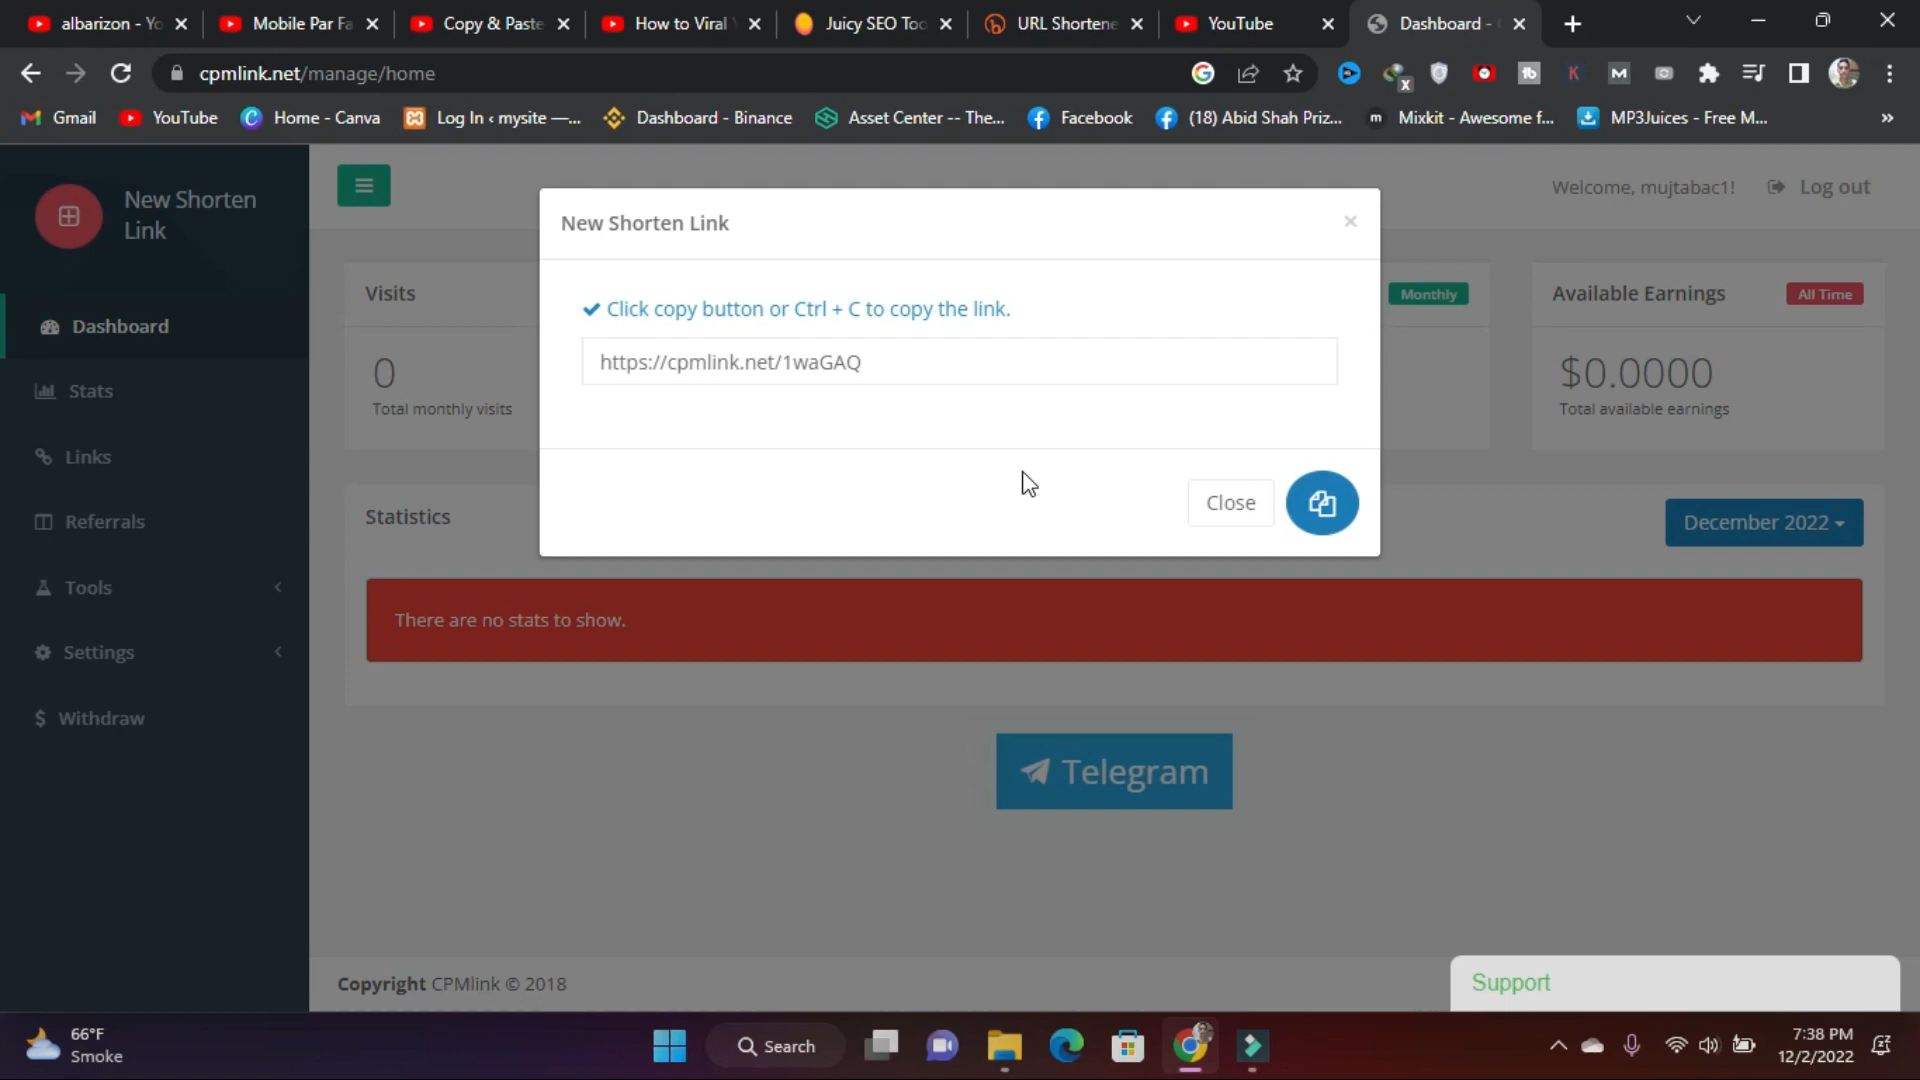 albarizon - Yo
Mobile Par Fa
Copy & Paste
How to Viral
Juicy SEO Too
URL Shortene
YouTube
Dashboard -
cpmlink.net/manage/home
Gmail
YouTube
Home - Canva
Log In ‹ mysite —...
Dashboard - Binance
Asset Center -- The...
Facebook
(18) Abid Shah Priz...
Mixkit - Awesome f...
MP3Juices - Free M...
»
New Shorten
Link
Welcome, mujtabac1!
Log out
New Shorten Link
×
Click copy button or Ctrl + C to copy the link.
https://cpmlink.net/1waGAQ
Close
Dashboard
Stats
Links
Referrals
Tools
Settings
$ Withdraw
Visits
0
Total monthly visits
Monthly
Available Earnings
All Time
$0.0000
Total available earnings
Statistics
December 2022
There are no stats to show.
Telegram
Copyright CPMlink © 2018
Support
66°F
Smoke
Search
7:38 PM
12/2/2022